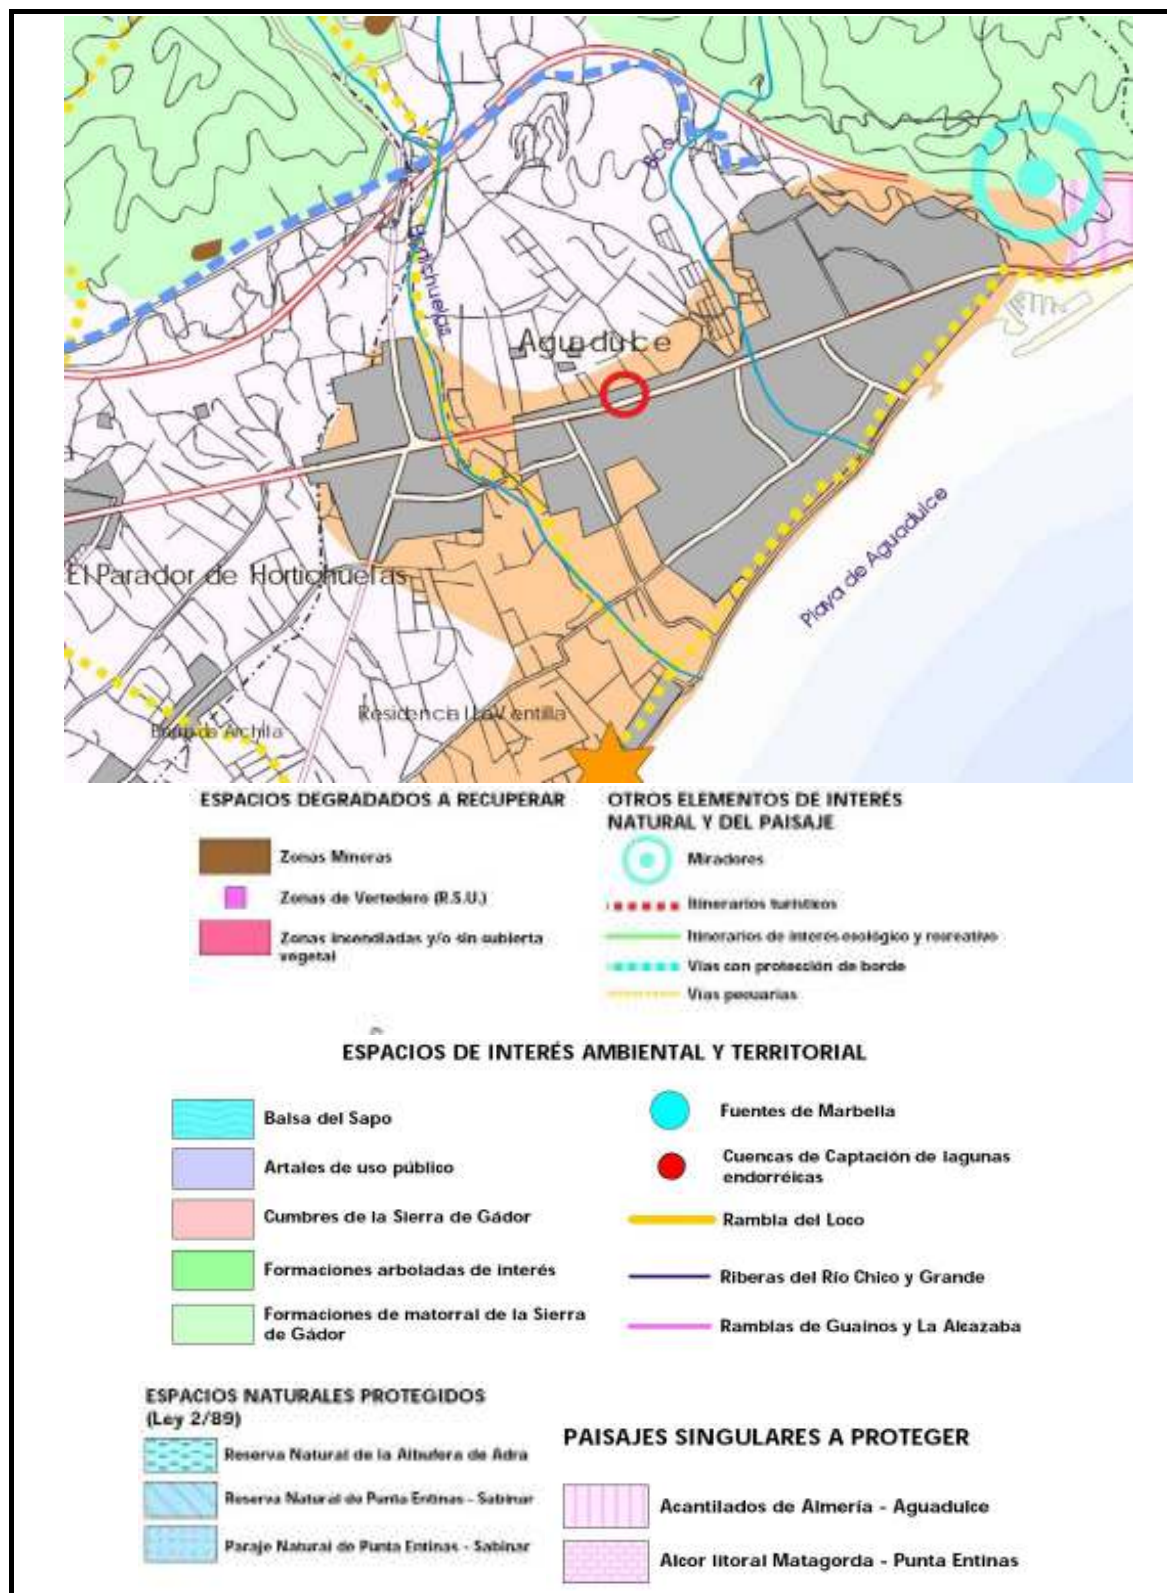 Bce
Hortichuelas
Aguadulce
Playa de Aguadulce
El Parador de Hortichuelas
Residencia La Ventilla
Archila
ESPACIOS DEGRADADOS A RECUPERAR
Zonas Mineras
Zonas de Vertedero (R.S.U.)
Zonas incendiadas y/o sin cubierta
vegetal
OTROS ELEMENTOS DE INTERÉS
NATURAL Y DEL PAISAJE
Miradores
Itinerarios turísticos
Itinerarios de interés ecológico y recreativo
Vías con protección de borde
Vías pecuarias
ESPACIOS DE INTERÉS AMBIENTAL Y TERRITORIAL
Balsa del Sapo
Artales de uso público
Cumbres de la Sierra de Gádor
Formaciones arboladas de interés
Formaciones de matorral de la Sierra
de Gádor
Fuentes de Marbella
Cuencas de Captación de lagunas
endorréicas
Rambla del Loco
Riberas del Río Chico y Grande
Ramblas de Guainos y La Alcazaba
ESPACIOS NATURALES PROTEGIDOS
(Ley 2/89)
Reserva Natural de la Albufera de Adra
Reserva Natural de Punta Entinas - Sabinar
Paraje Natural de Punta Entinas - Sabinar
PAISAJES SINGULARES A PROTEGER
Acantilados de Almería - Aguadulce
Alcor litoral Matagorda - Punta Entinas